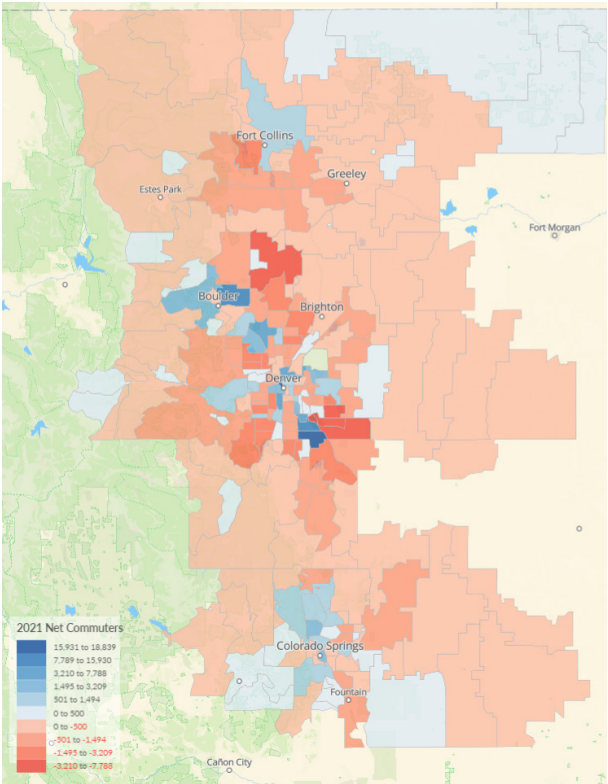 Fort Collins
Greeley
Estes Park
Fort Morgan
Boulder
Brighton
Denver
2021 Net Commuters
15,931 to 18,839
7,789 to 15,930
3,210 to 7,788
1,495 to 3,209
501 to 1,494
0 to 500
0 to -500
-501 to -1,494
-1,495 to -3,209
-3,210 to -7,788
Colorado Springs
Fountain
Cañon City